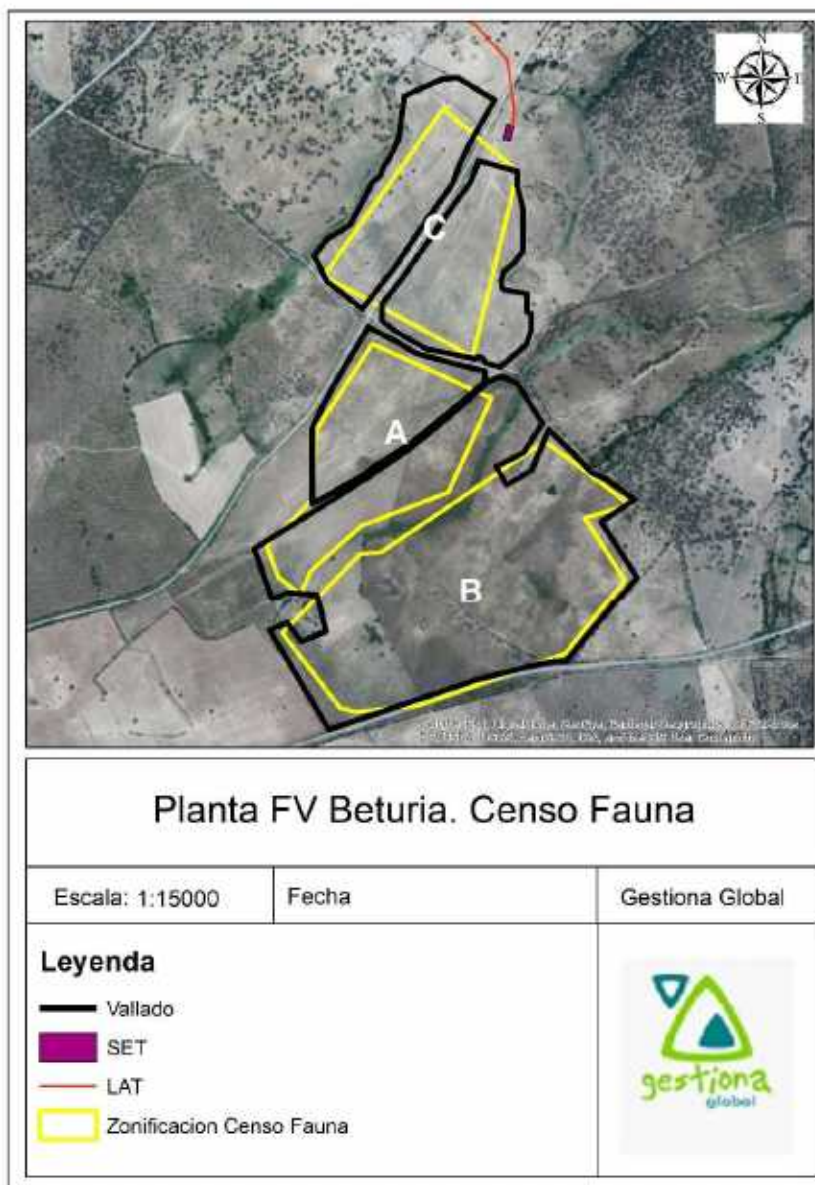 N
W
E
S
C
A
B
Planta FV Beturia. Censo Fauna
Escala: 1:15000
Fecha
Gestiona Global
Leyenda
Vallado
SET
LAT
Zonificacion Censo Fauna
gestiona
global